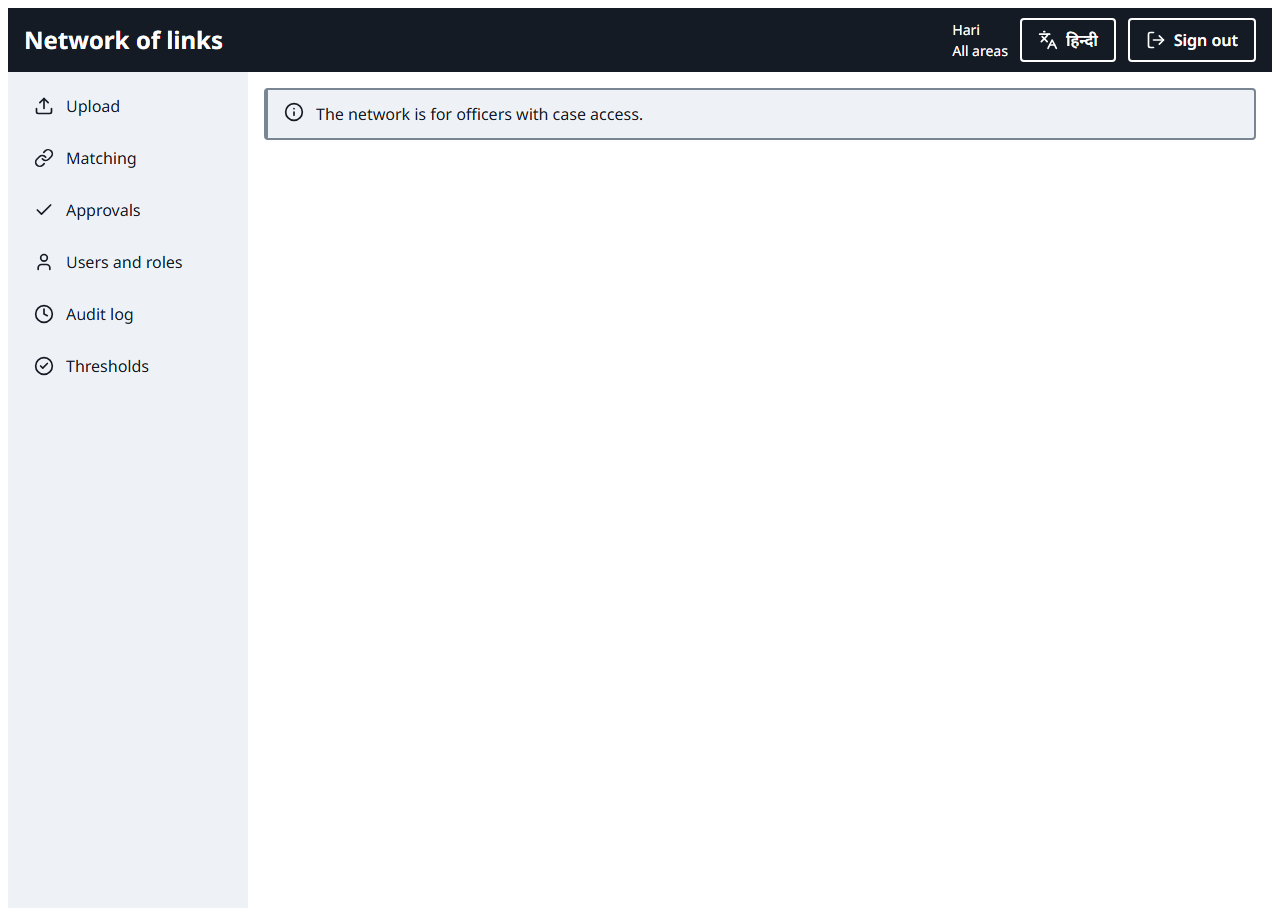 Network of links
Hari
All areas
हिन्दी
Sign out
Upload
Matching
Approvals
Users and roles
Audit log
Thresholds
The network is for officers with case access.